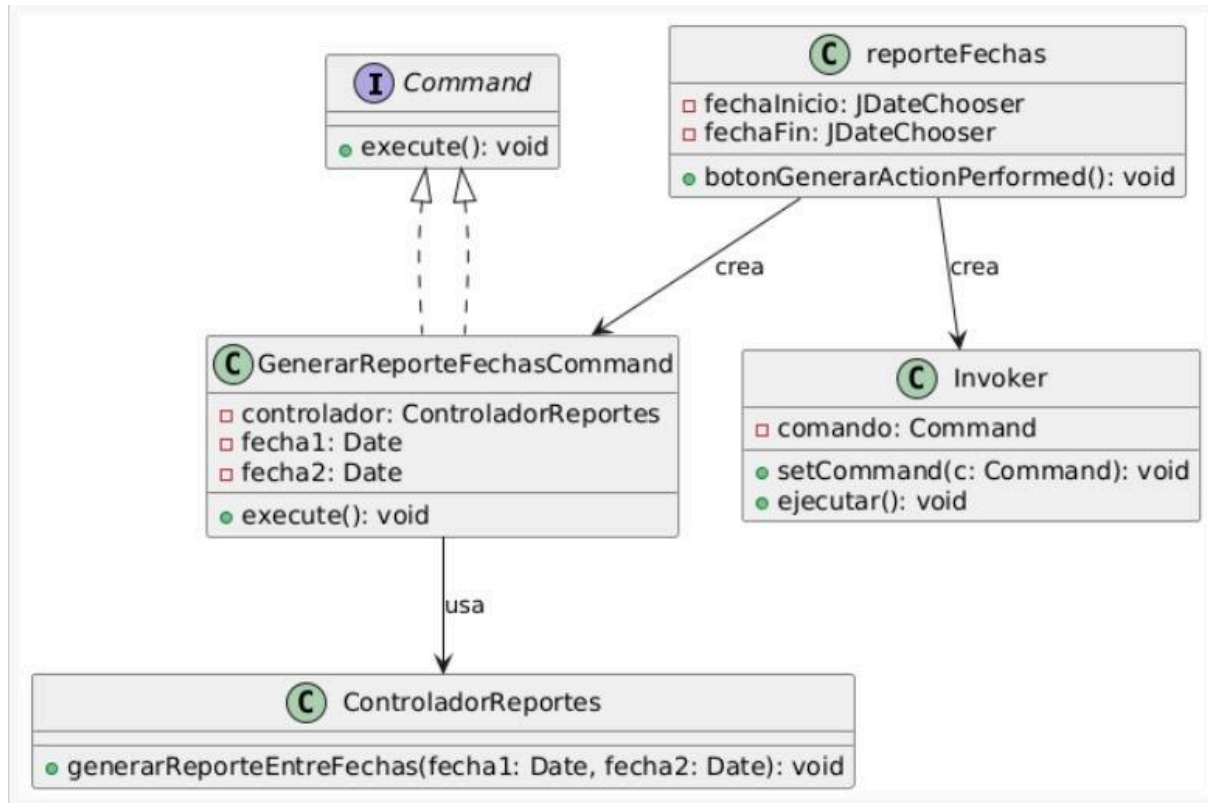 I Command
execute(): void
C reporteFechas
fechaInicio: JDateChooser
fechaFin: JDateChooser
botonGenerarActionPerformed(): void
crea
crea
C GenerarReporteFechasCommand
controlador: ControladorReportes
fecha1: Date
fecha2: Date
execute(): void
C Invoker
comando: Command
setCommand(c: Command): void
ejecutar(): void
usa
C ControladorReportes
generarReporteEntreFechas(fecha1: Date, fecha2: Date): void